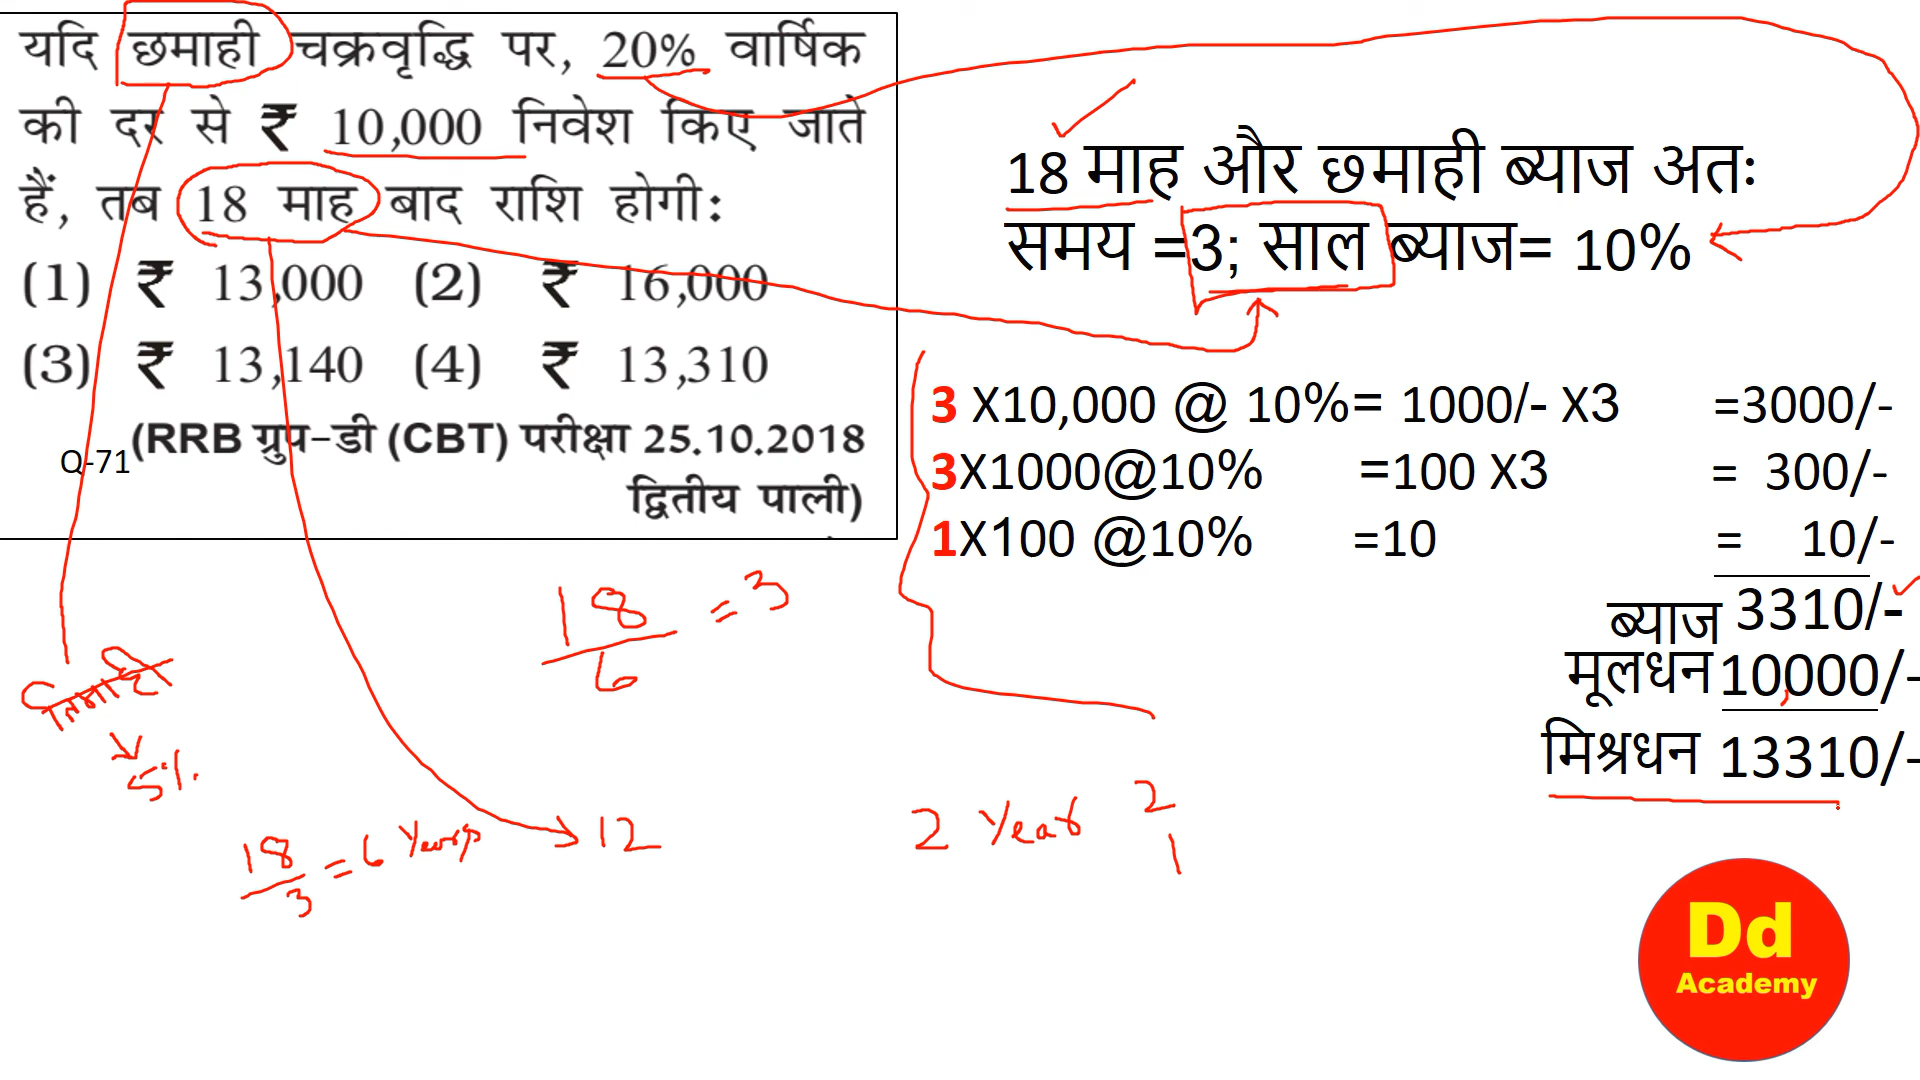 यदि छमाही चक्रवृद्धि पर, 20% वार्षिक
की दर से ₹ 10,000 निवेश किए जाते
हैं, तब 18 माह बाद राशि होगी:
(1) ₹ 13,000 (2) ₹ 16,000
(3) ₹ 13,140 (4) ₹ 13,310
(RRB ग्रुप-डी (CBT) परीक्षा 25.10.2018
Q-71
द्वितीय पाली)
18 माह और छमाही ब्याज अतः
समय =3; साल ब्याज= 10%
3 X10,000 @ 10%= 1000/- X3 =3000/-
3X1000@10% =100 X3 = 300/-
1X100 @10% =10 = 10/-
ब्याज 3310/-
मूलधन 10000/-
मिश्रधन 13310/-
18/6 = 3
तिमाही
5%
18/3 = 6 Years
12
2 Year 2
1
Dd
Academy